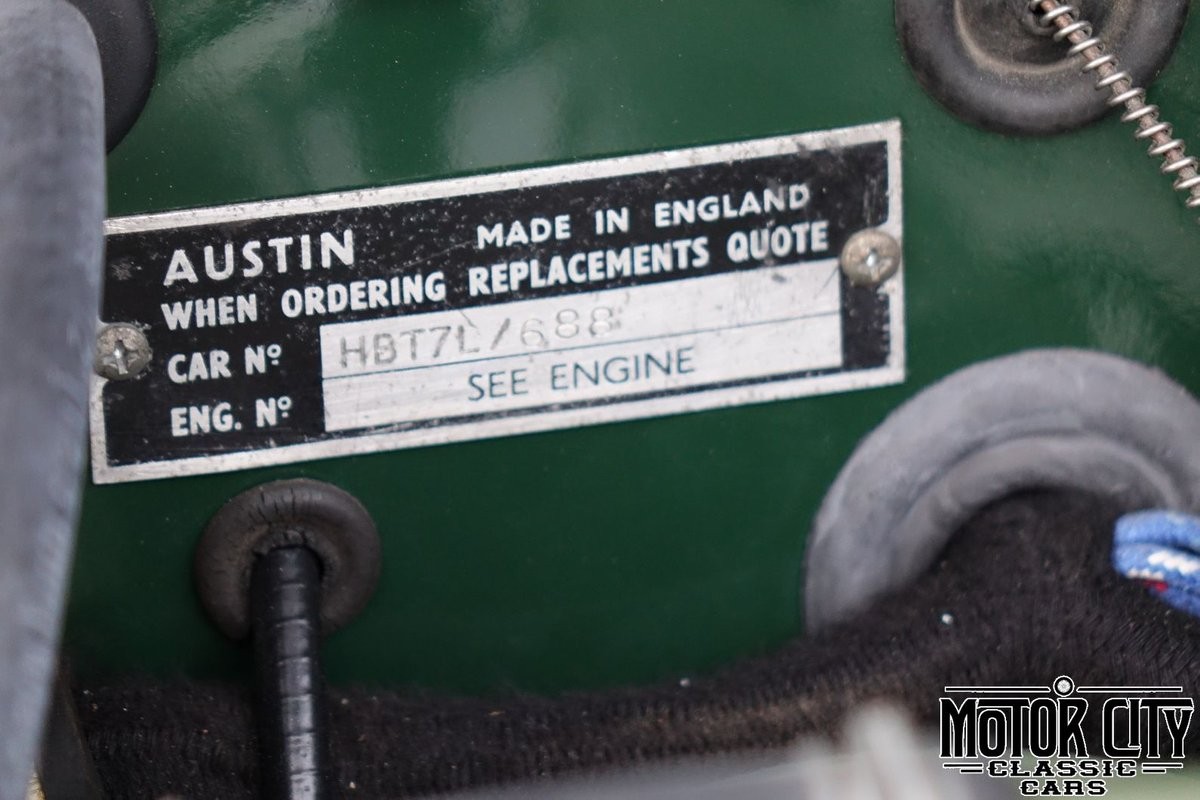 AUSTIN MADE IN ENGLAND
WHEN ORDERING REPLACEMENTS QUOTE
CAR Nº HBT7L/688
ENG. Nº SEE ENGINE
MOTOR CITY
CLASSIC
CARS